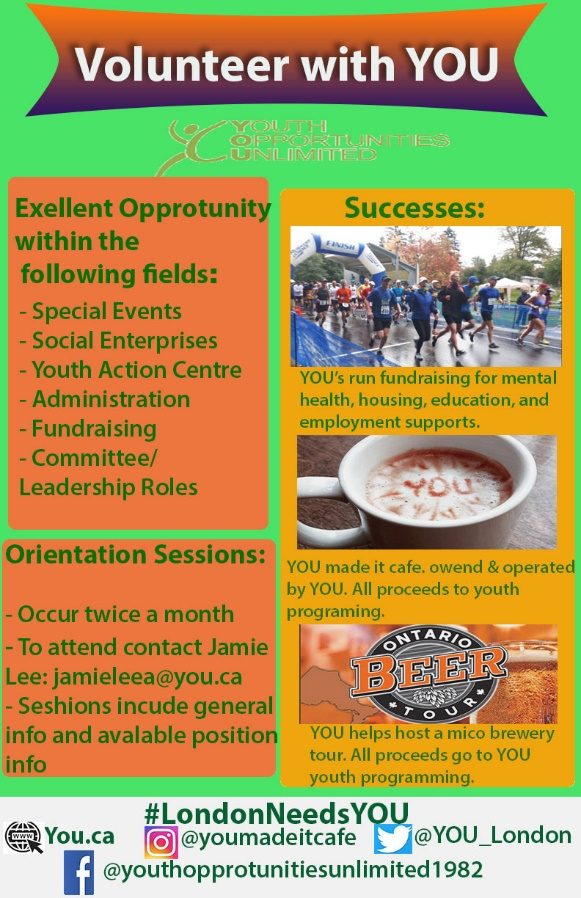 Volunteer with YOU
YOUTH
OPPORTUNITIES
UNLIMITED
Exellent Opprotunity
within the
following fields:
- Special Events
- Social Enterprises
- Youth Action Centre
- Administration
- Fundraising
- Committee/
Leadership Roles
Orientation Sessions:
- Occur twice a month
- To attend contact Jamie
Lee: jamieleea@you.ca
- Seshions incude general
info and avalable position
info
Successes:
FINISH
YOU's run fundraising for mental
health, housing, education, and
employment supports.
YOU
YOU made it cafe. owend & operated
by YOU. All proceeds to youth
programing.
ONTARIO
BEER
TOUR
YOU helps host a mico brewery
tour. All proceeds go to YOU
youth programming.
#LondonNeedsYOU
www You.ca @youmadeitcafe @YOU_London
@youthopprotunitiesunlimited1982